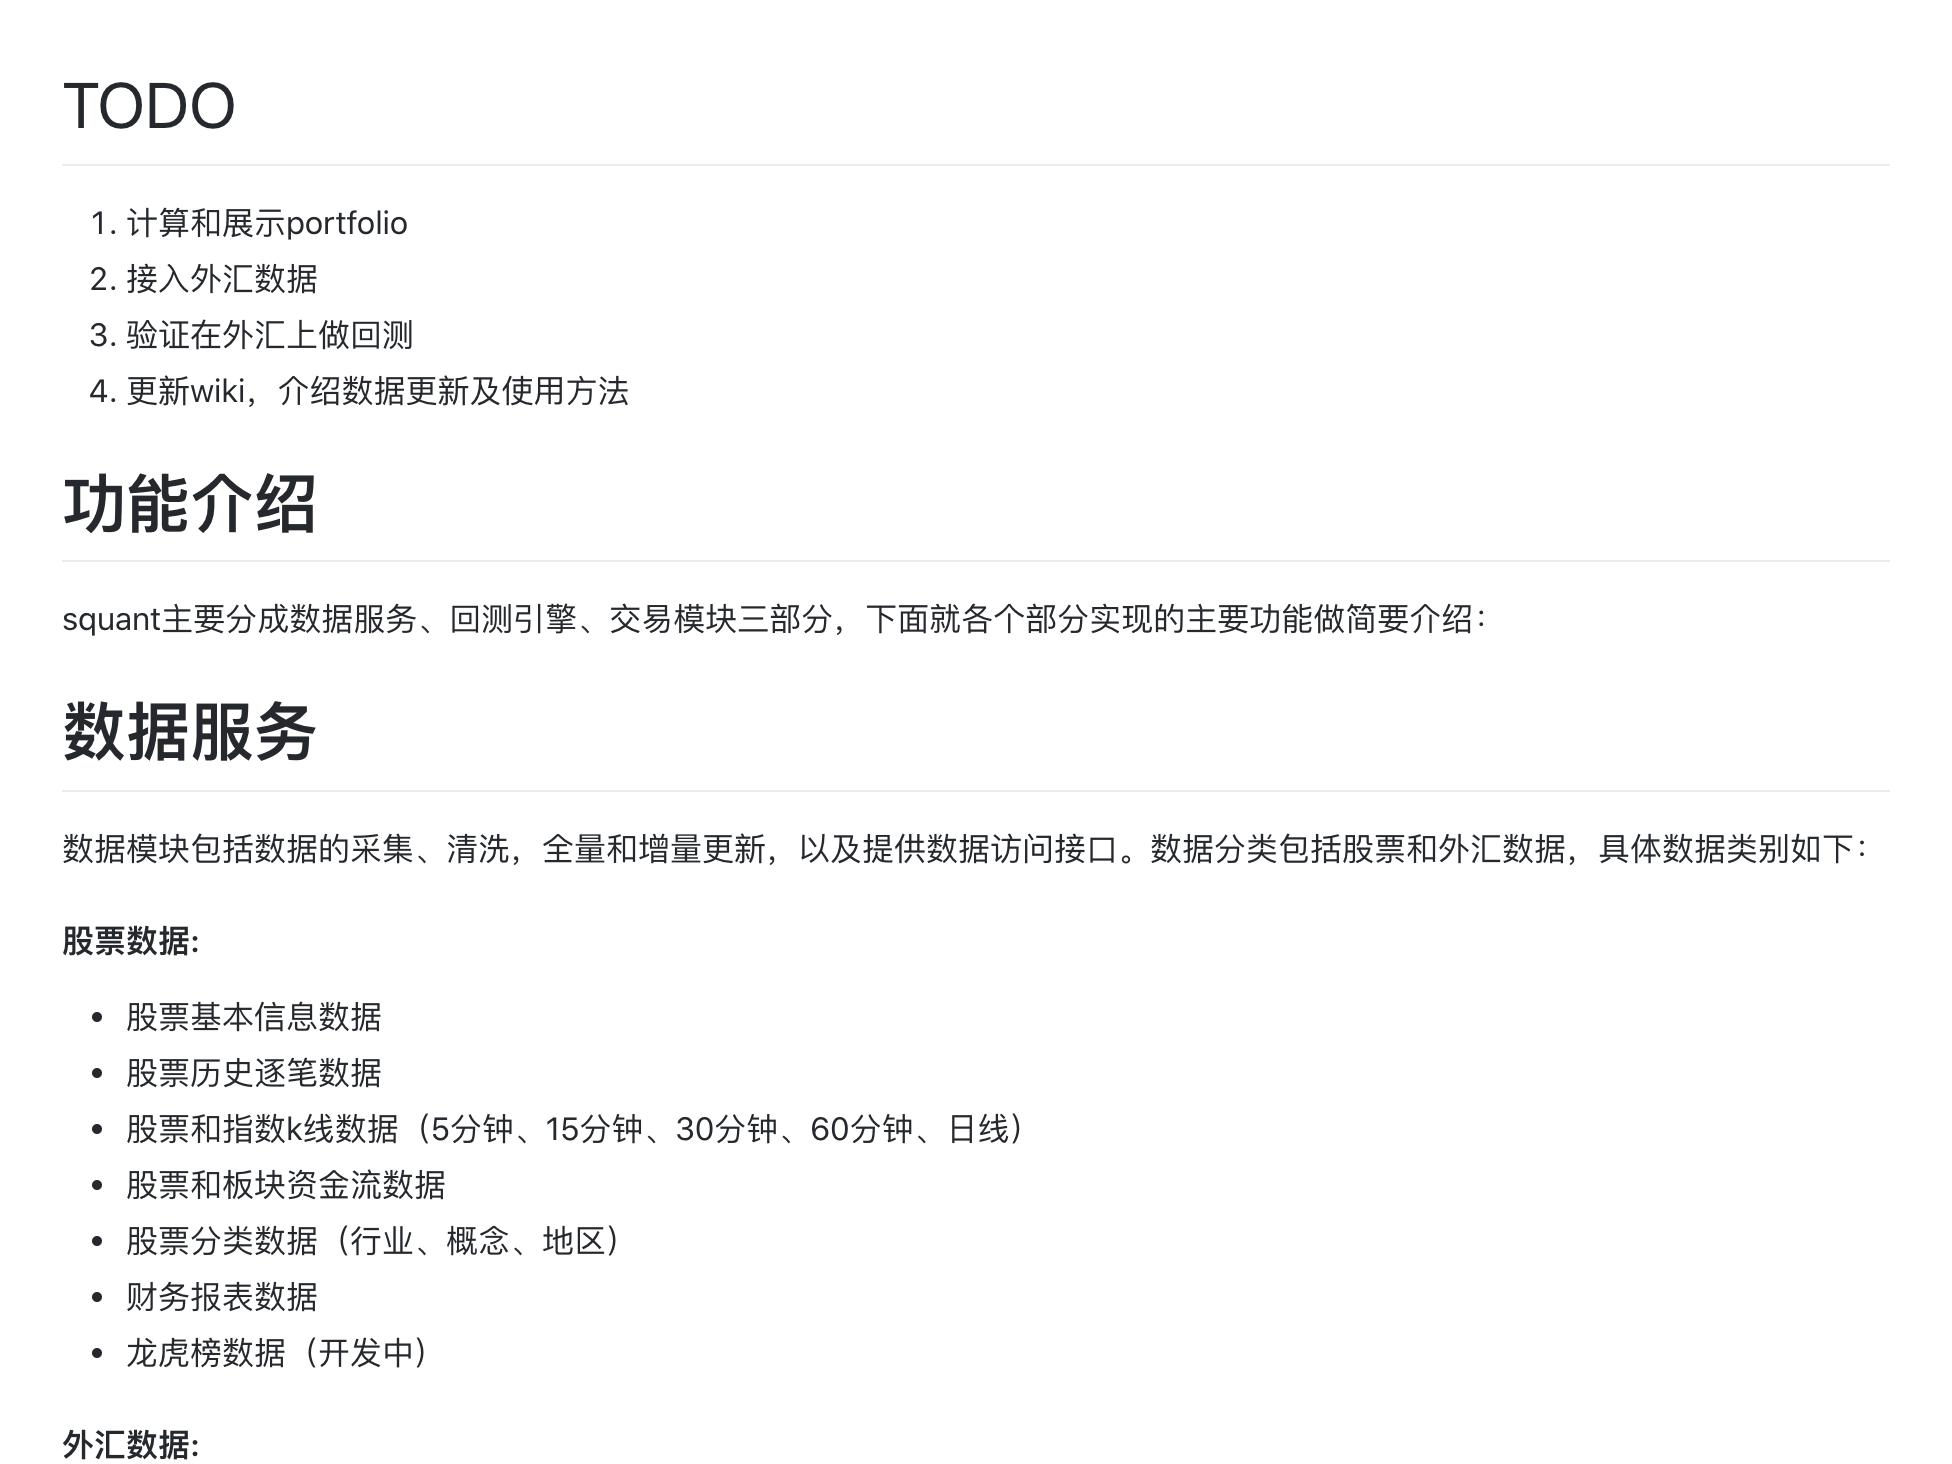 TODO
1. 计算和展示portfolio
2. 接入外汇数据
3. 验证在外汇上做回测
4. 更新wiki，介绍数据更新及使用方法
功能介绍
squant主要分成数据服务、回测引擎、交易模块三部分，下面就各个部分实现的主要功能做简要介绍：
数据服务
数据模块包括数据的采集、清洗，全量和增量更新，以及提供数据访问接口。数据分类包括股票和外汇数据，具体数据类别如下：
股票数据:
• 股票基本信息数据
• 股票历史逐笔数据
• 股票和指数k线数据（5分钟、15分钟、30分钟、60分钟、日线）
• 股票和板块资金流数据
• 股票分类数据（行业、概念、地区）
• 财务报表数据
• 龙虎榜数据（开发中）
外汇数据: